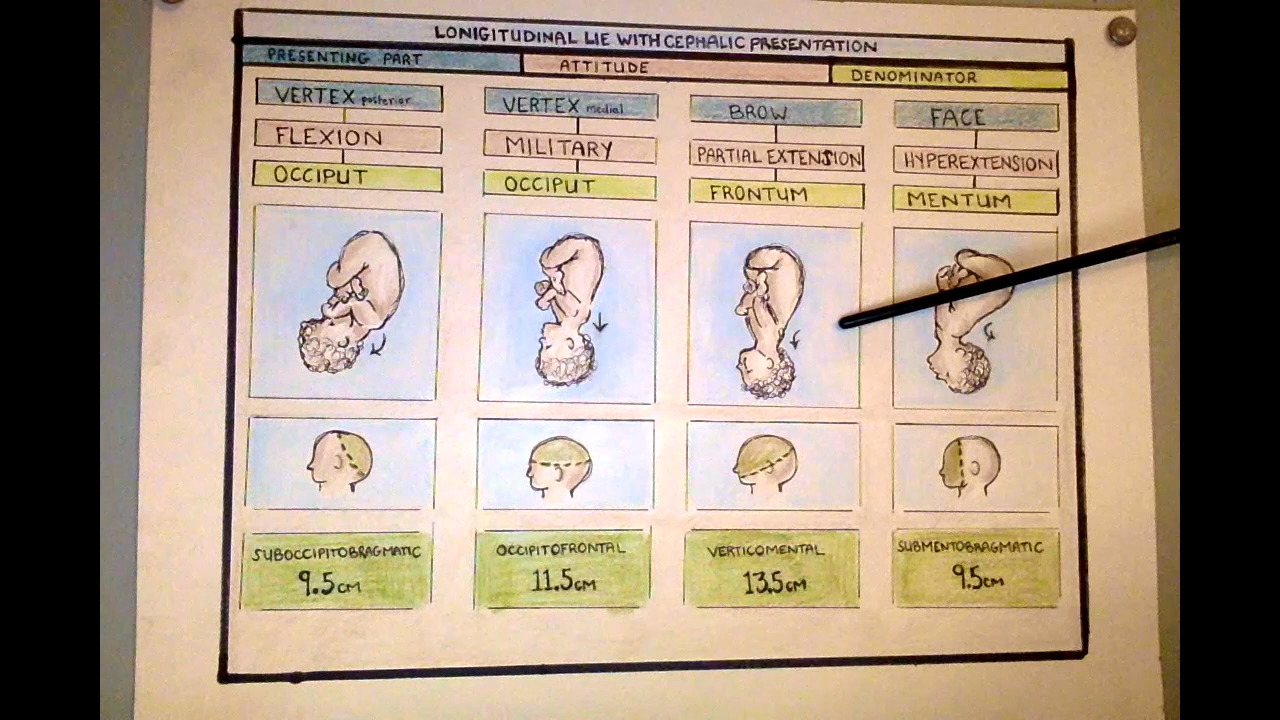 LONIGITUDINAL LIE WITH CEPHALIC PRESENTATION
PRESENTING PART ATTITUDE DENOMINATOR
VERTEX posterior
FLEXION
OCCIPUT
VERTEX medial
MILITARY
OCCIPUT
BROW
PARTIAL EXTENSION
FRONTUM
FACE
HYPEREXTENSION
MENTUM
SUBOCCIPITOBRAGMATIC
9.5CM
OCCIPITOFRONTAL
11.5CM
VERTICOMENTAL
13.5CM
SUBMENTOBRAGMATIC
9.5CM